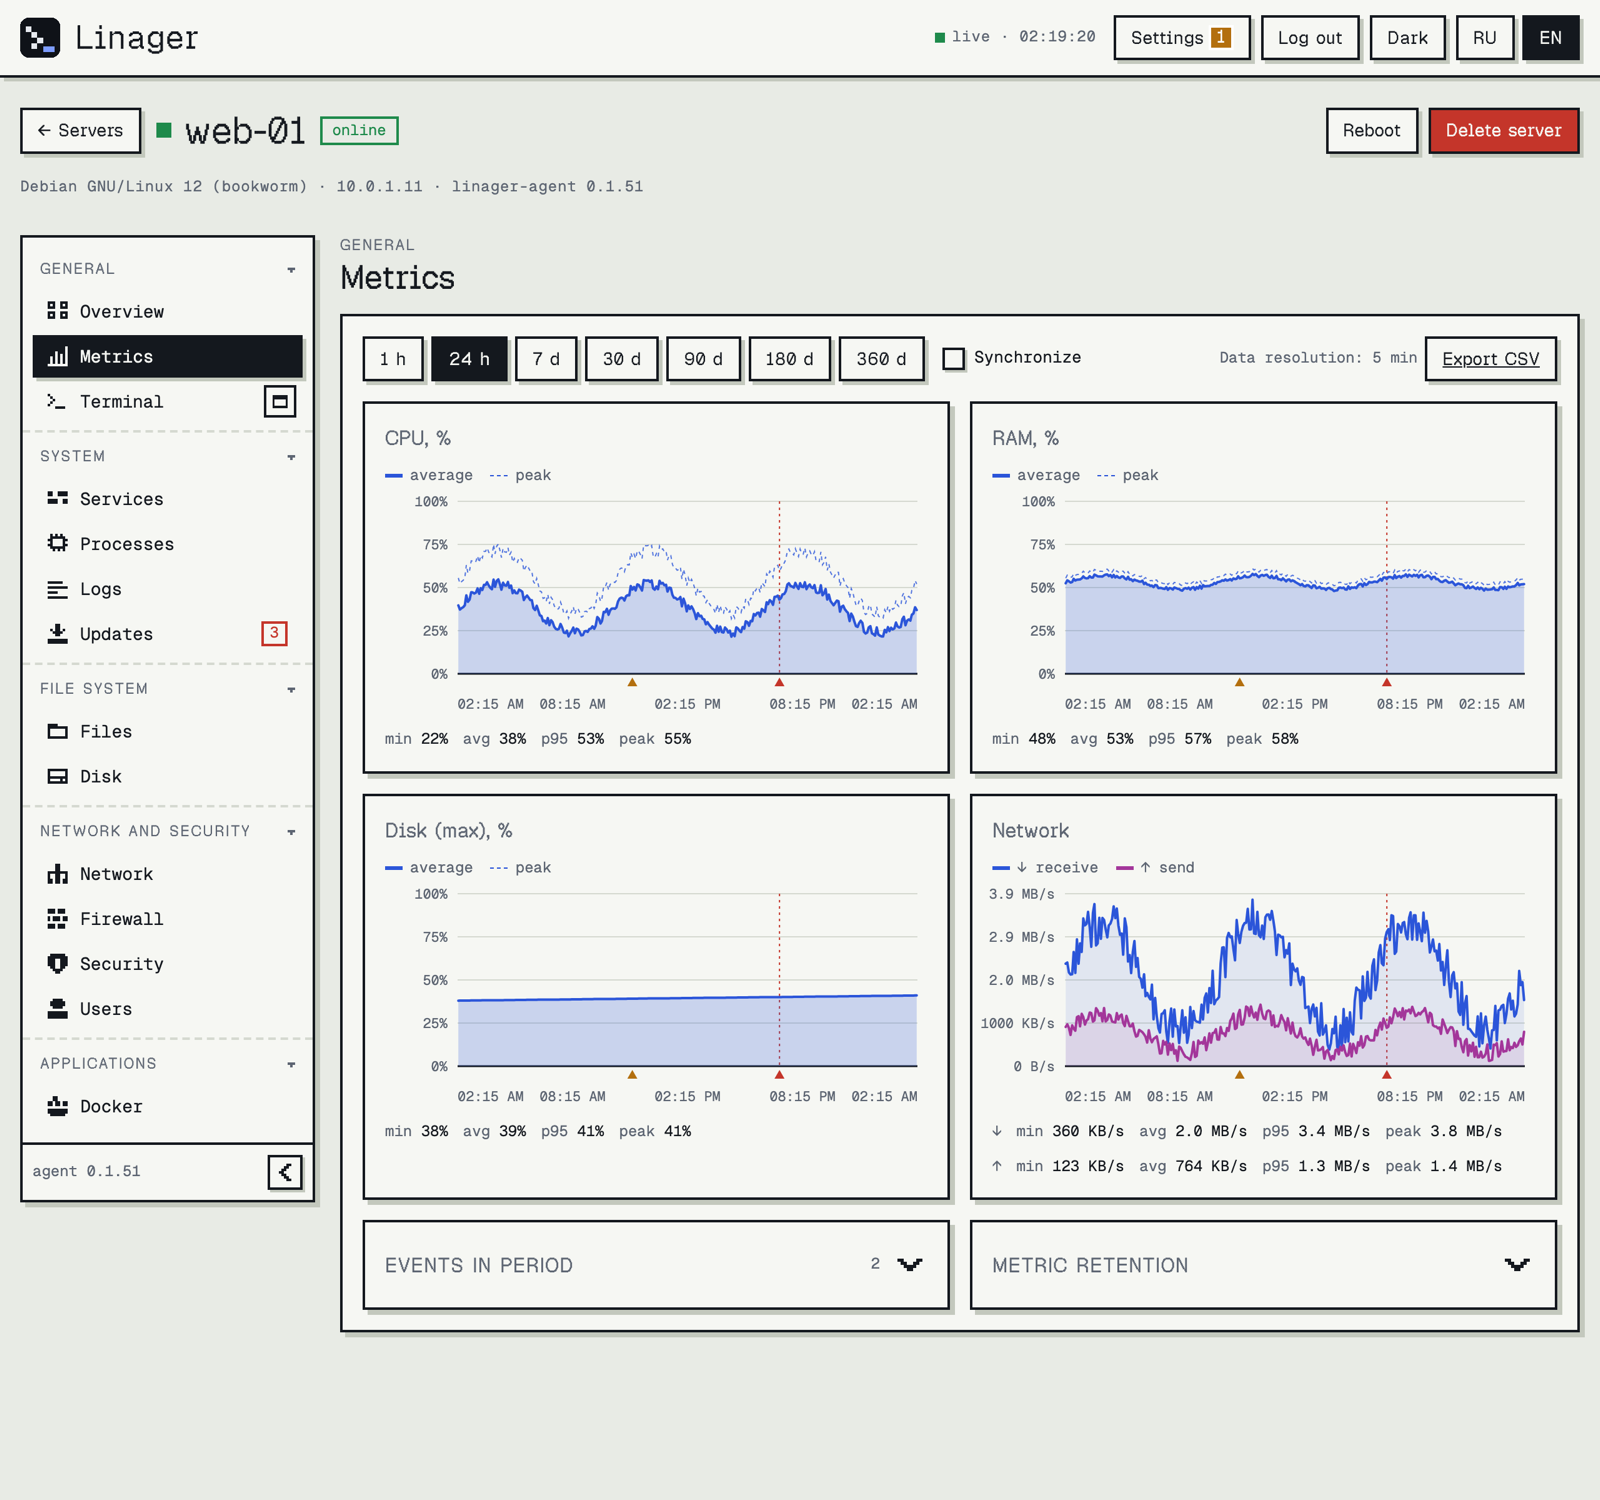 Linager
live · 02:19:20
Settings 1
Log out
Dark
RU
EN
← Servers
web-01
online
Reboot
Delete server
Debian GNU/Linux 12 (bookworm) · 10.0.1.11 · linager-agent 0.1.51
GENERAL
Overview
Metrics
Terminal
SYSTEM
Services
Processes
Logs
Updates 3
FILE SYSTEM
Files
Disk
NETWORK AND SECURITY
Network
Firewall
Security
Users
APPLICATIONS
Docker
agent 0.1.51
GENERAL
Metrics
1 h
24 h
7 d
30 d
90 d
180 d
360 d
Synchronize
Data resolution: 5 min
Export CSV
CPU, %
average peak
100%
75%
50%
25%
0%
02:15 AM 08:15 AM 02:15 PM 08:15 PM 02:15 AM
min 22% avg 38% p95 53% peak 55%
RAM, %
average peak
100%
75%
50%
25%
0%
02:15 AM 08:15 AM 02:15 PM 08:15 PM 02:15 AM
min 48% avg 53% p95 57% peak 58%
Disk (max), %
average peak
100%
75%
50%
25%
0%
02:15 AM 08:15 AM 02:15 PM 08:15 PM 02:15 AM
min 38% avg 39% p95 41% peak 41%
Network
↓ receive ↑ send
3.9 MB/s
2.9 MB/s
2.0 MB/s
1000 KB/s
0 B/s
02:15 AM 08:15 AM 02:15 PM 08:15 PM 02:15 AM
↓ min 360 KB/s avg 2.0 MB/s p95 3.4 MB/s peak 3.8 MB/s
↑ min 123 KB/s avg 764 KB/s p95 1.3 MB/s peak 1.4 MB/s
EVENTS IN PERIOD 2
METRIC RETENTION